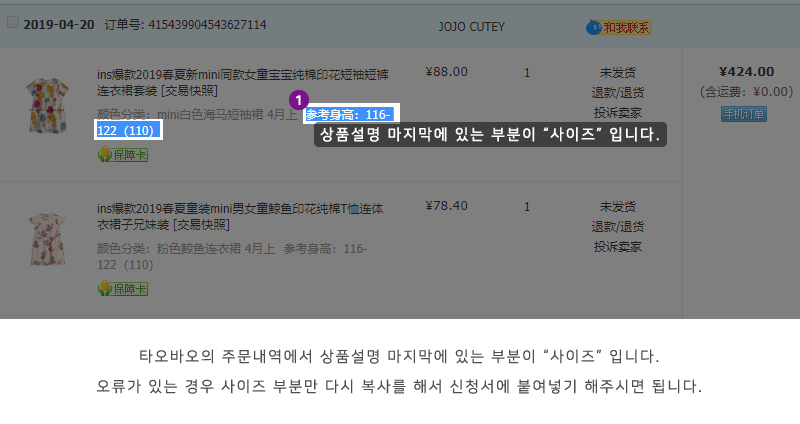 2019-04-20 订单号: 415439904543627114 JOJO CUTEY 和我联系
ins爆款2019春夏新mini同款女童宝宝纯棉印花短袖短裤 ¥88.00 1 未发货 ¥424.00
连衣裙套装 [交易快照] 退款/退货 (含运费：¥0.00)
颜色分类：mini白色海马短袖裙 4月上 1 参考身高：116- 投诉卖家 手机订单
122（110）
상품설명 마지막에 있는 부분이 “사이즈” 입니다.
保障卡
ins爆款2019春夏童装mini男女童鲸鱼印花纯棉T恤连体 ¥78.40 1 未发货
衣裙子兄妹装 [交易快照] 退款/退货
颜色分类：粉色鲸鱼连衣裙 4月上 参考身高：116- 投诉卖家
122（110）
保障卡
타오바오의 주문내역에서 상품설명 마지막에 있는 부분이 “사이즈” 입니다.
오류가 있는 경우 사이즈 부분만 다시 복사를 해서 신청서에 붙여넣기 해주시면 됩니다.